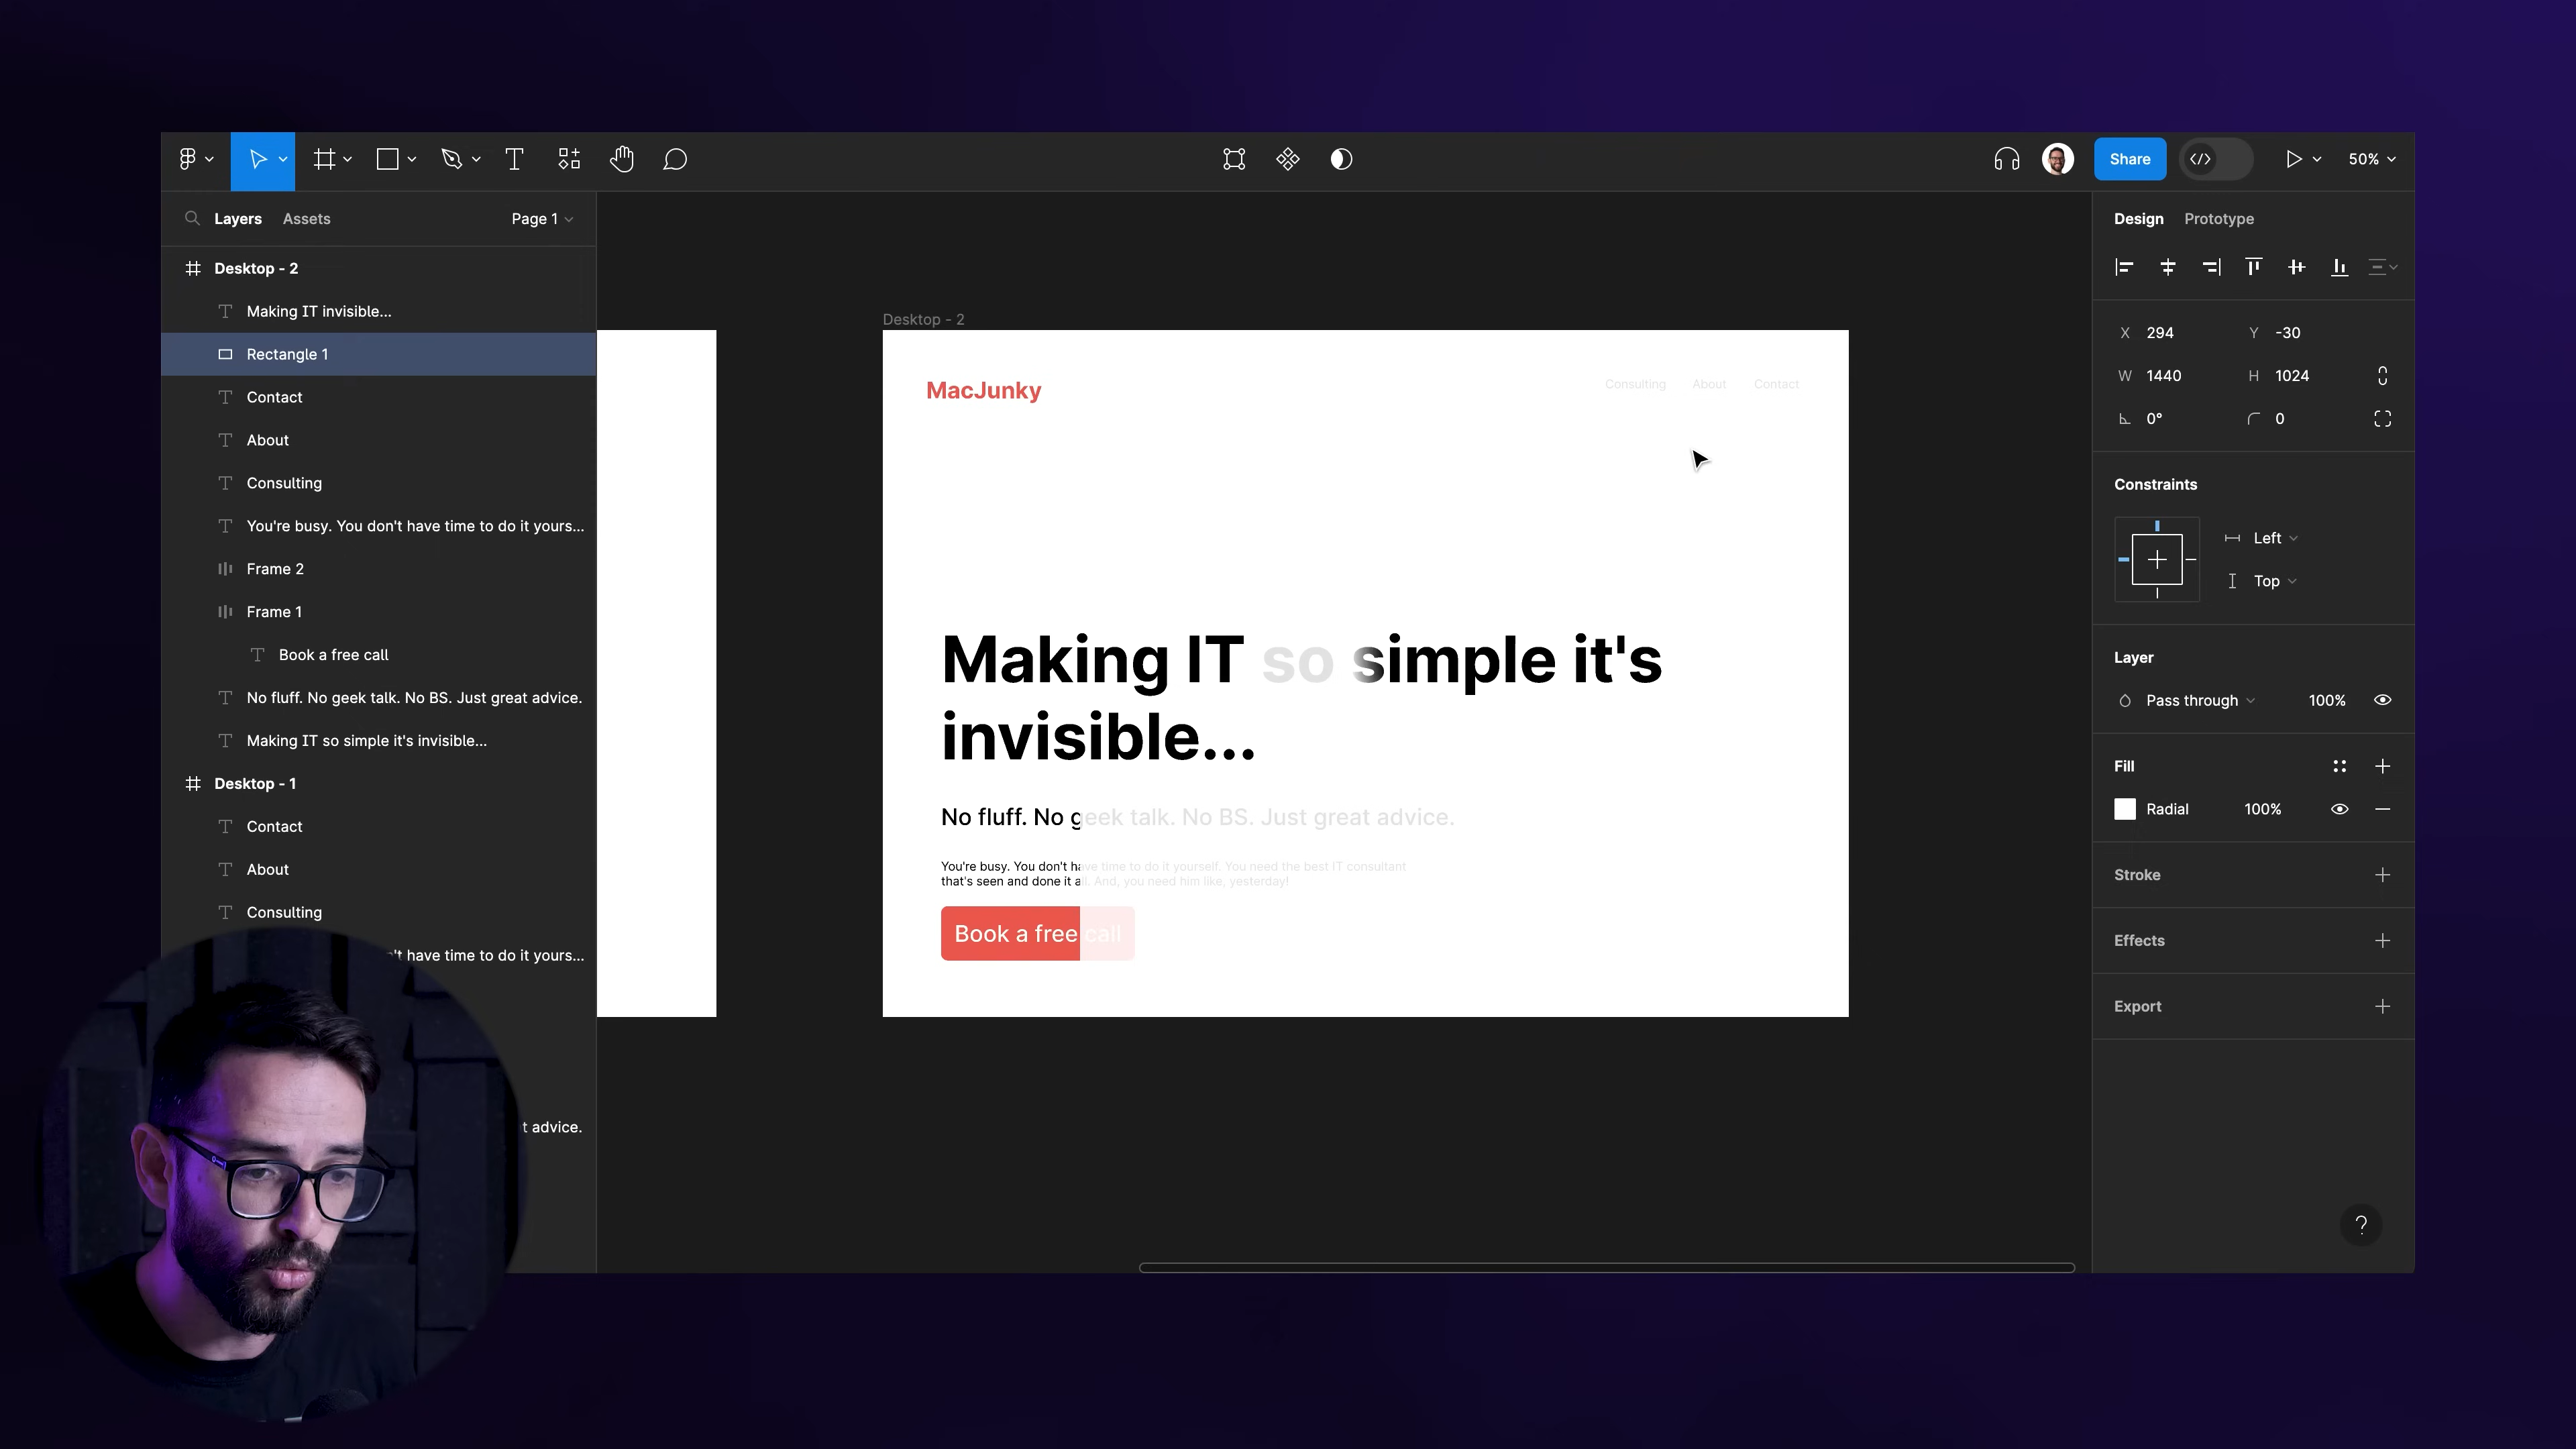 Share
50%
Layers
Assets
Page 1
Desktop - 2
Making IT invisible...
Rectangle 1
Contact
About
Consulting
You're busy. You don't have time to do it yours...
Frame 2
Frame 1
Book a free call
No fluff. No geek talk. No BS. Just great advice.
Making IT so simple it's invisible...
Desktop - 1
Contact
About
Consulting
't have time to do it yours...
t advice.
Desktop - 2
MacJunky
Consulting About Contact
Making IT so simple it's
invisible...
No fluff. No geek talk. No BS. Just great advice.
You're busy. You don't have time to do it yourself. You need the best IT consultant
that's seen and done it all. And, you need him like, yesterday!
Book a free call
Design
Prototype
X 294
Y -30
W 1440
H 1024
0°
0
Constraints
Left
Top
Layer
Pass through
100%
Fill
Radial
100%
Stroke
Effects
Export
?